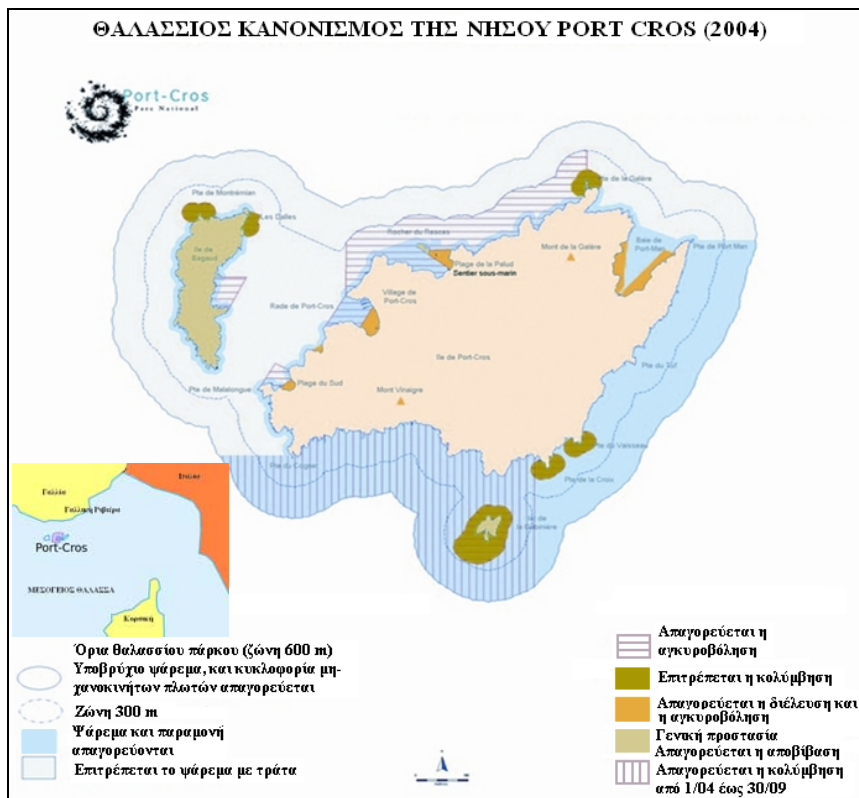 ΘΑΛΑΣΣΙΟΣ ΚΑΝΟΝΙΣΜΟΣ ΤΗΣ ΝΗΣΟΥ PORT CROS (2004)
Port-Cros
Parc National
Pte de Montrémian
Les Dalles
Ile de
Bagaud
Pte de la Galère
Rocher du Rascas
Plage de la Palud
Sentier sous-marin
Mont de la Galère
Baie de
Port-Man
Pte de Port Man
Rade de Port-Cros
Village de
Port-Cros
Ile de Port-Cros
Pte du Tuf
Pte de Malalongue
Plage du Sud
Mont Vinaigre
Pte du Cognet
Pte du Vaisseau
Pte de la Croix
de
la Gabinière
Γαλλία
Ιταλία
Γαλλική Ριβιέρα
Port-Cros
ΜΕΣΟΓΕΙΟΣ ΘΑΛΑΣΣΑ
Κορσική
Όρια θαλασσίου πάρκου (ζώνη 600 m)
Υποβρύχιο ψάρεμα, και κυκλοφορία μη-
χανοκινήτων πλωτών απαγορεύεται
Ζώνη 300 m
Ψάρεμα και παραμονή
απαγορεύονται
Επιτρέπεται το ψάρεμα με τράτα
Απαγορεύεται η
αγκυροβόληση
Επιτρέπεται η κολύμβηση
Απαγορεύεται η διέλευση και
η αγκυροβόληση
Γενική προστασία
Απαγορεύεται η αποβίβαση
Απαγορεύεται η κολύμβηση
από 1/04 έως 30/09